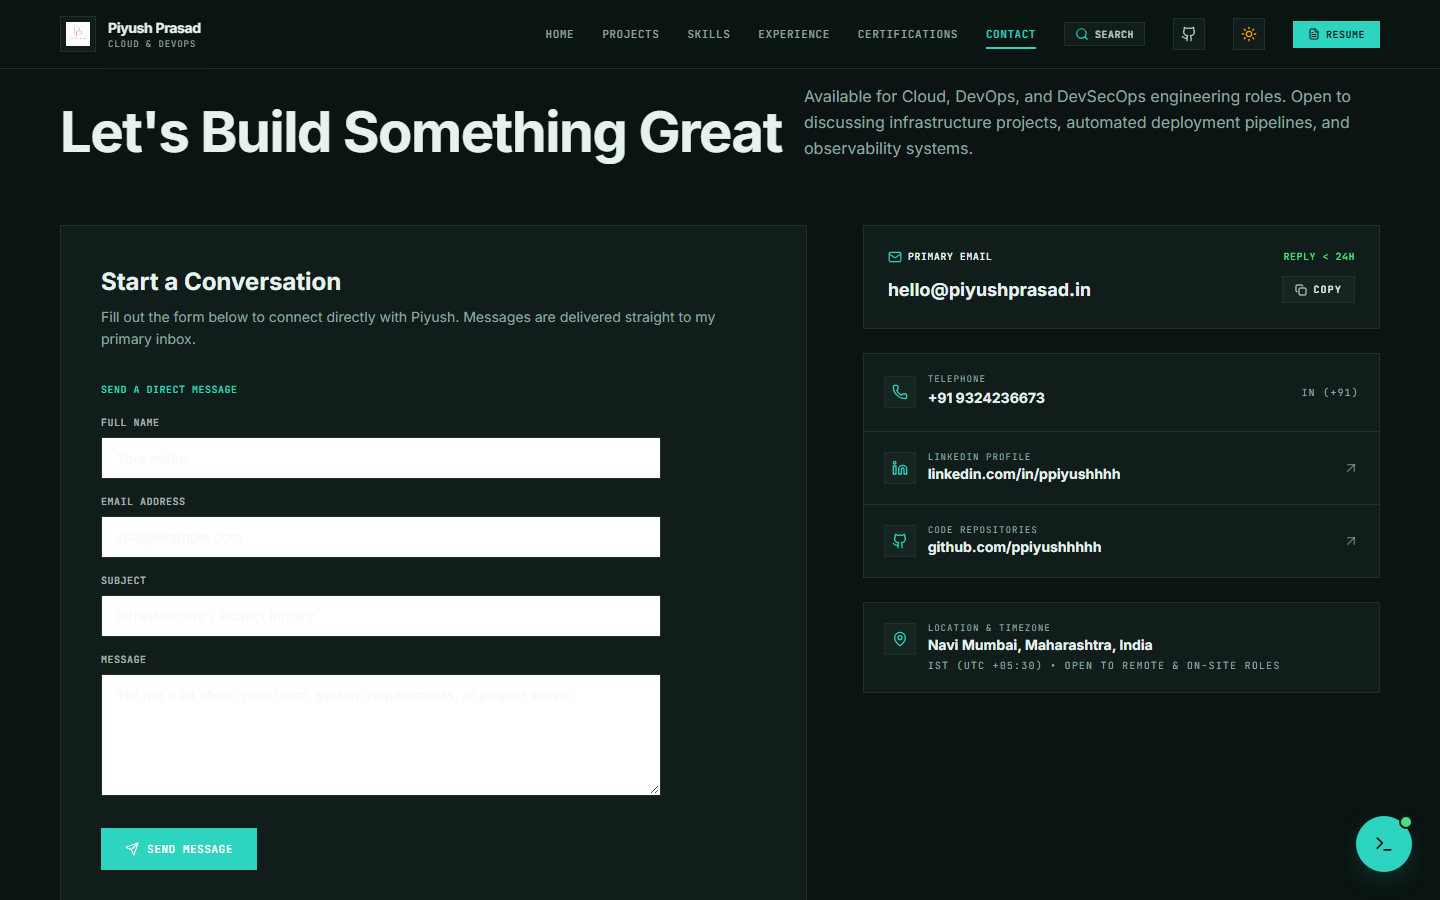 Piyush Prasad
CLOUD & DEVOPS
HOME
PROJECTS
SKILLS
EXPERIENCE
CERTIFICATIONS
CONTACT
SEARCH
RESUME
Let's Build Something Great
Available for Cloud, DevOps, and DevSecOps engineering roles. Open to
discussing infrastructure projects, automated deployment pipelines, and
observability systems.
Start a Conversation
Fill out the form below to connect directly with Piyush. Messages are delivered straight to my
primary inbox.
SEND A DIRECT MESSAGE
FULL NAME
Your name
EMAIL ADDRESS
you@example.com
SUBJECT
Infrastructure / Project inquiry
MESSAGE
Tell me a bit about your team, system requirements, or project scope.
SEND MESSAGE
PRIMARY EMAIL
REPLY < 24H
hello@piyushprasad.in
COPY
TELEPHONE
+91 9324236673
IN (+91)
LINKEDIN PROFILE
linkedin.com/in/ppiyushhhh
CODE REPOSITORIES
github.com/ppiyushhhhh
LOCATION & TIMEZONE
Navi Mumbai, Maharashtra, India
IST (UTC +05:30) • OPEN TO REMOTE & ON-SITE ROLES